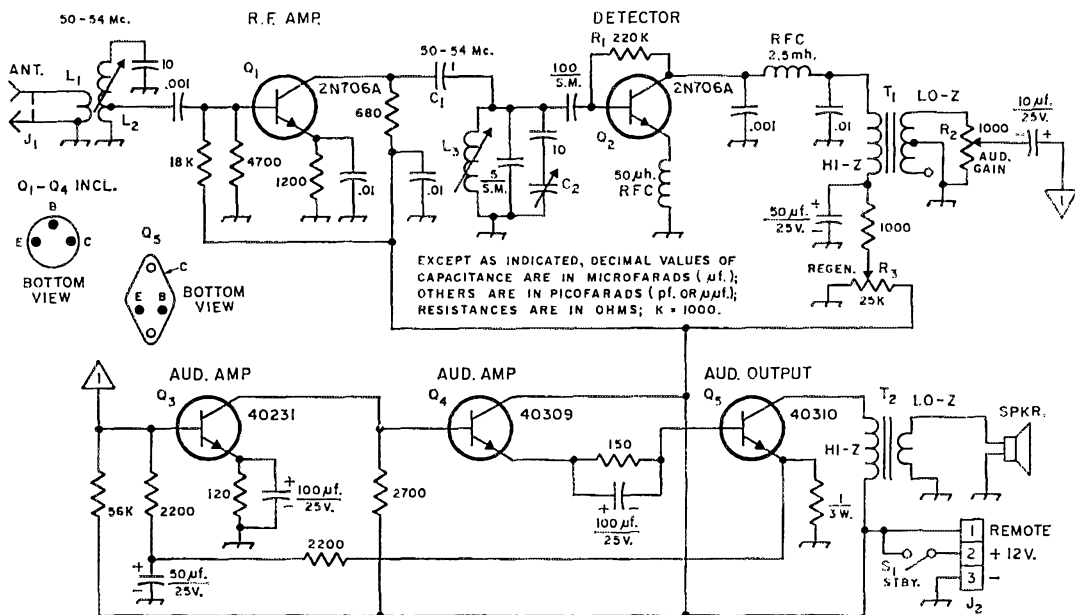 50-54 Mc.
R.F. AMP.
DETECTOR
ANT.
J1
L1
L2
10
.001
Q1
2N706A
18K
4700
1200
.01
680
.01
50-54 Mc.
C1
1
L3
5
S.M.
10
C2
100
S.M.
R1 220K
Q2
2N706A
50 µh.
RFC
RFC
2.5mh.
.001
.01
T1
LO-Z
HI-Z
R2
1000
AUD.
GAIN
10 µf.
25V.
+
1
+
50 µf.
25V.
-
1000
REGEN.
R3
25K
Q1-Q4 INCL.
B
E
C
BOTTOM
VIEW
Q5
C
E
B
BOTTOM
VIEW
EXCEPT AS INDICATED, DECIMAL VALUES OF
CAPACITANCE ARE IN MICROFARADS (µf.);
OTHERS ARE IN PICOFARADS (pf. OR µµf.);
RESISTANCES ARE IN OHMS; K = 1000.
1
AUD. AMP
Q3
40231
AUD. AMP
Q4
40309
AUD. OUTPUT
Q5
40310
56K
2200
120
+
100 µf.
25V.
-
2700
150
+
-
100 µf.
25V.
2200
+
50 µf.
25V.
-
1
3W.
T2
LO-Z
HI-Z
SPKR.
1 REMOTE
2 + 12V.
3 -
S1
STBY.
J2